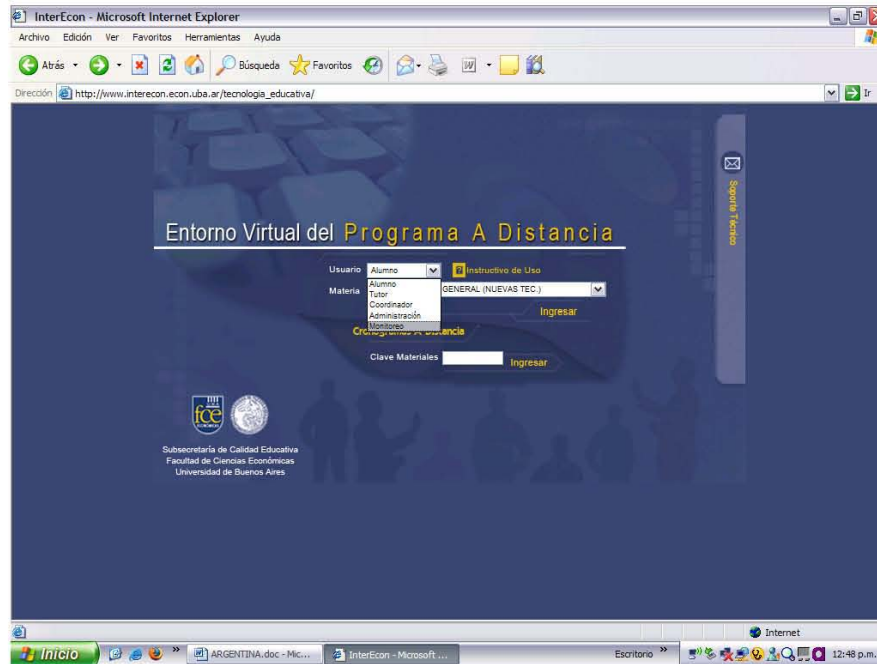 InterEcon - Microsoft Internet Explorer
Archivo Edición Ver Favoritos Herramientas Ayuda
Atrás Búsqueda Favoritos
Dirección http://www.interecon.econ.uba.ar/tecnologia_educativa/ Ir
Soporte Técnico
Entorno Virtual del Programa A Distancia
Usuario Alumno ? Instructivo de Uso
Materia GENERAL (NUEVAS TEC.)
Alumno
Tutor
Coordinador
Administración
Monitoreo
Ingresar
Cronogramas A Distancia
Clave Materiales Ingresar
fce
Subsecretaría de Calidad Educativa
Facultad de Ciencias Económicas
Universidad de Buenos Aires
Internet
Inicio » ARGENTINA.doc - Mic... InterEcon - Microsoft ... Escritorio » 12:48 p.m.